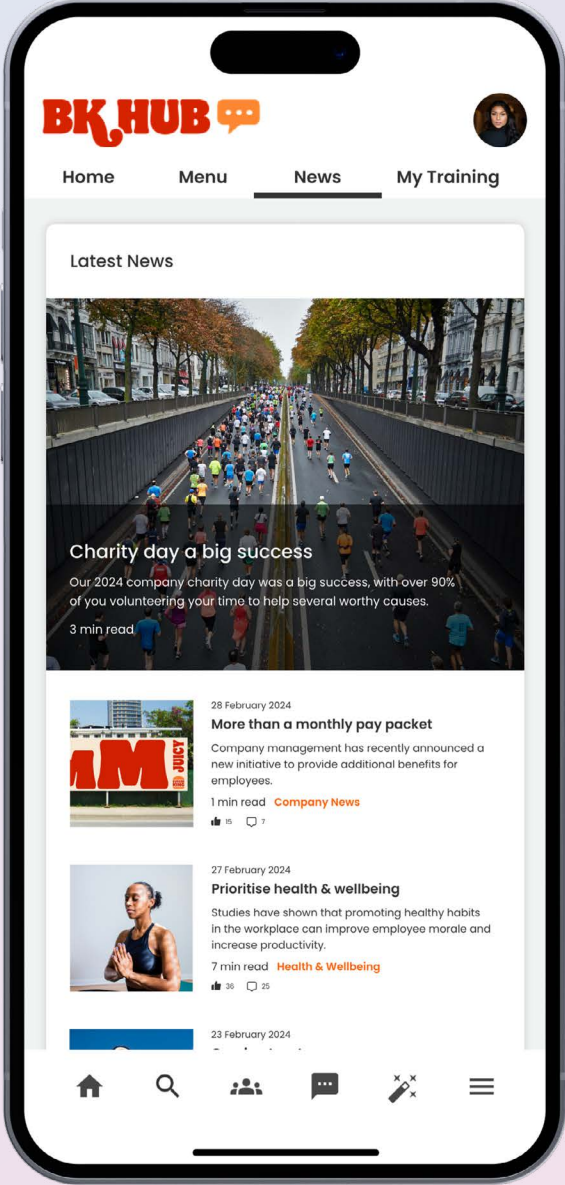 BK HUB
Home Menu News My Training
Latest News
Charity day a big success
Our 2024 company charity day was a big success, with over 90%
of you volunteering your time to help several worthy causes.
3 min read
28 February 2024
More than a monthly pay packet
Company management has recently announced a
new initiative to provide additional benefits for
employees.
1 min read Company News
15 7
MM JUICY
27 February 2024
Prioritise health & wellbeing
Studies have shown that promoting healthy habits
in the workplace can improve employee morale and
increase productivity.
7 min read Health & Wellbeing
36 25
23 February 2024